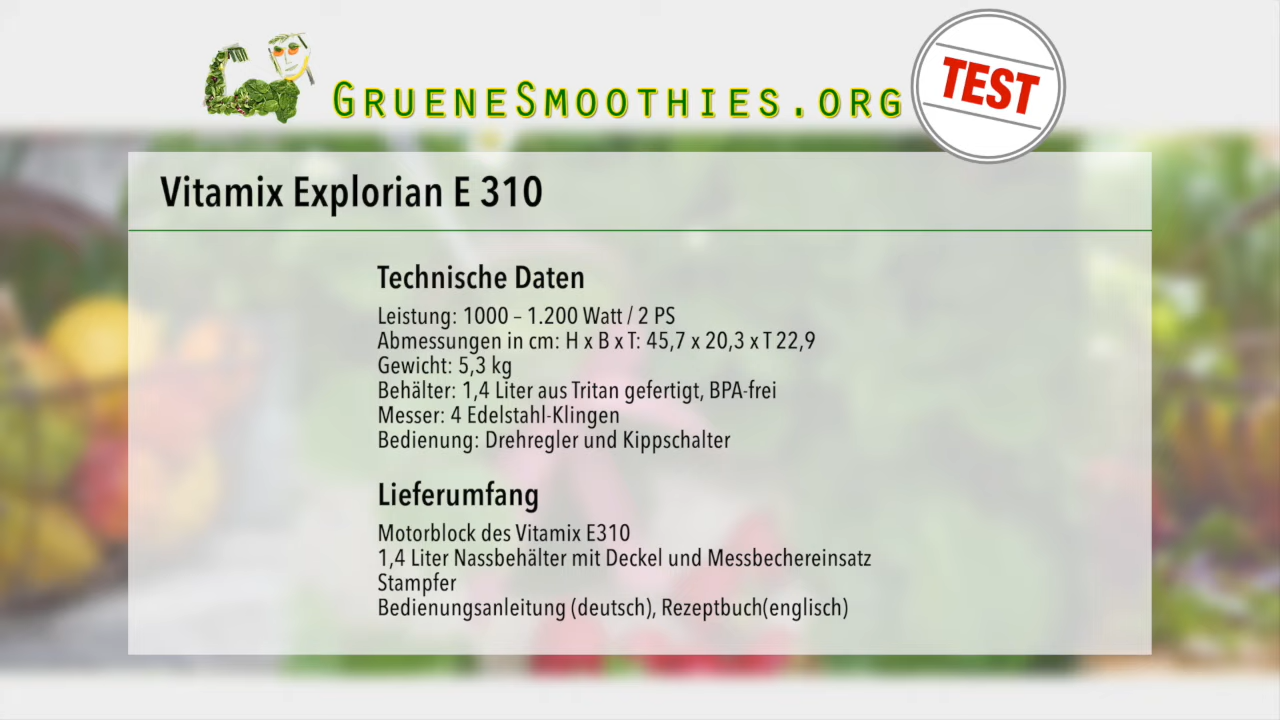 GRUENESMOOTHIES.ORG
TEST
Vitamix Explorian E 310
Technische Daten
Leistung: 1000 – 1.200 Watt / 2 PS
Abmessungen in cm: H x B x T: 45,7 x 20,3 x T 22,9
Gewicht: 5,3 kg
Behälter: 1,4 Liter aus Tritan gefertigt, BPA-frei
Messer: 4 Edelstahl-Klingen
Bedienung: Drehregler und Kippschalter
Lieferumfang
Motorblock des Vitamix E310
1,4 Liter Nassbehälter mit Deckel und Messbechereinsatz
Stampfer
Bedienungsanleitung (deutsch), Rezeptbuch(englisch)